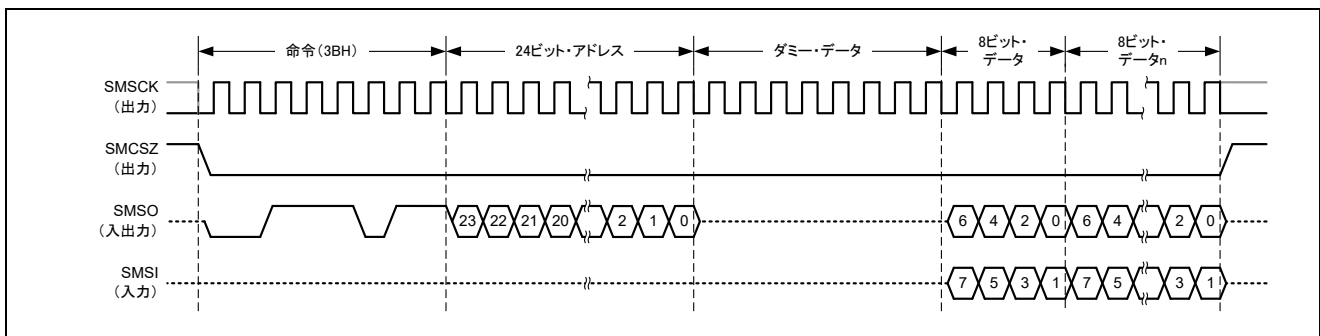 命令（3BH）
24ビット・アドレス
ダミー・データ
8ビット・
データ
8ビット・
データn
SMSCK
（出力）
SMCSZ
（出力）
SMSO
（入出力）
23 22 21 20 2 1 0 6 4 2 0 6 4 2 0
SMSI
（入力）
7 5 3 1 7 5 3 1